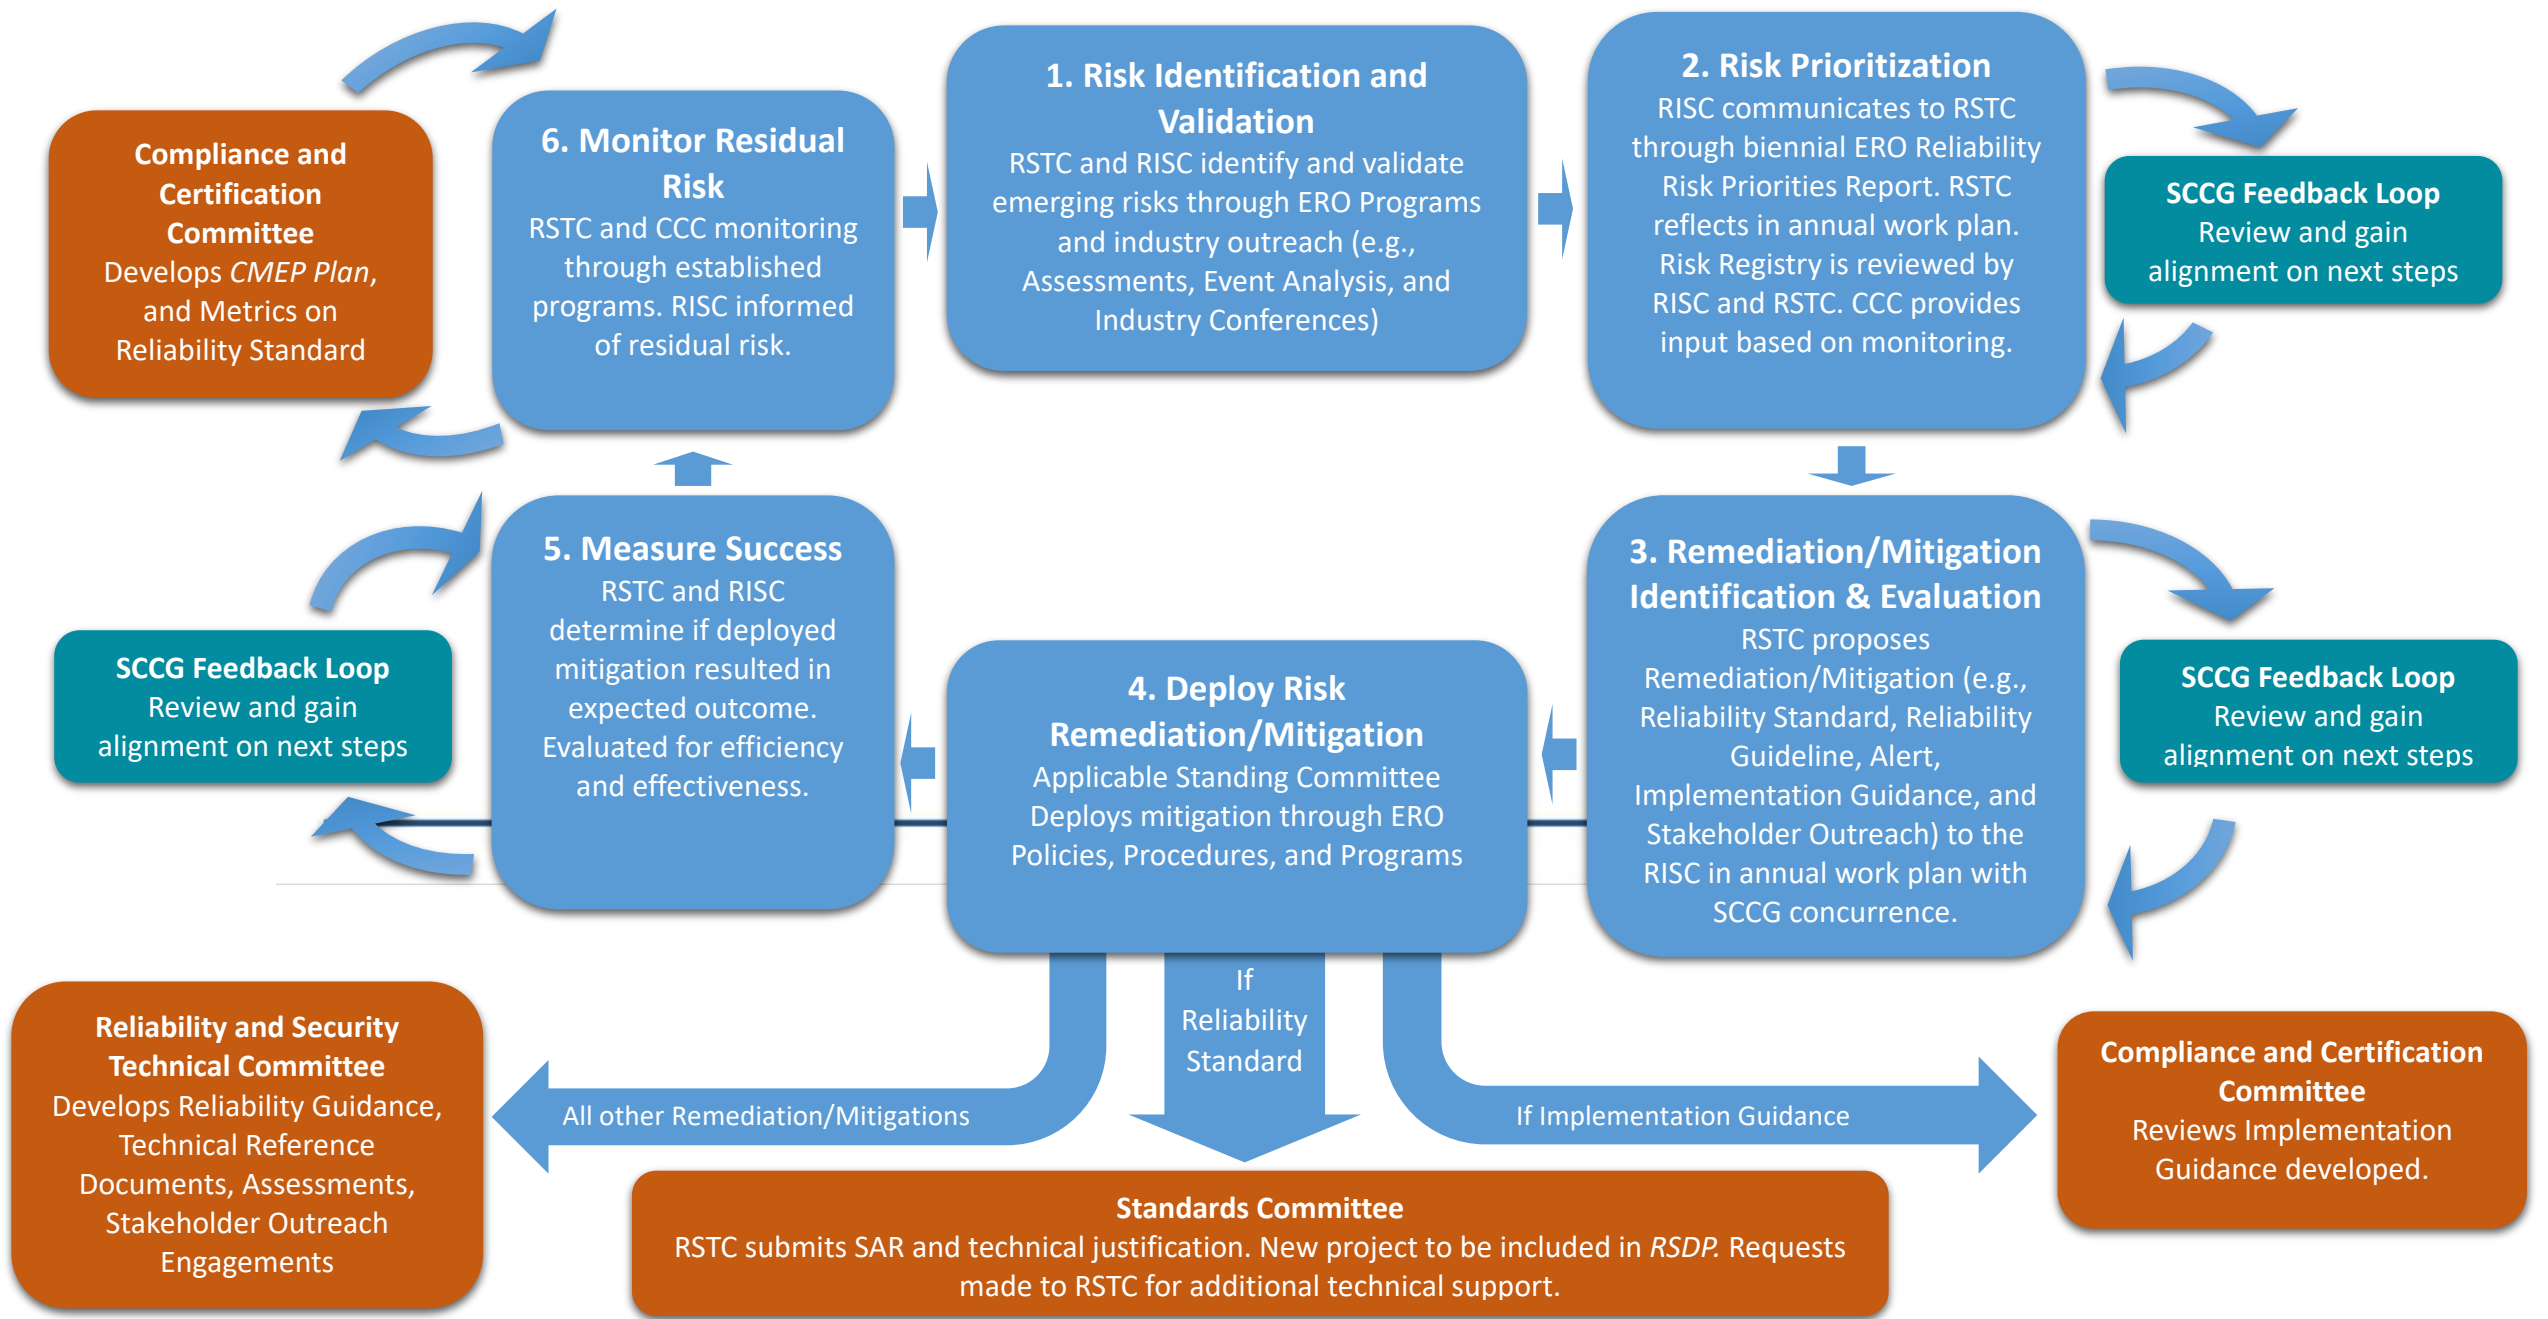 1. Risk Identification and
Validation
RSTC and RISC identify and validate
emerging risks through ERO Programs
and industry outreach (e.g.,
Assessments, Event Analysis, and
Industry Conferences)
2. Risk Prioritization
RISC communicates to RSTC
through biennial ERO Reliability
Risk Priorities Report. RSTC
reflects in annual work plan.
Risk Registry is reviewed by
RISC and RSTC. CCC provides
input based on monitoring.
SCCG Feedback Loop
Review and gain
alignment on next steps
3. Remediation/Mitigation
Identification & Evaluation
RSTC proposes
Remediation/Mitigation (e.g.,
Reliability Standard, Reliability
Guideline, Alert,
Implementation Guidance, and
Stakeholder Outreach) to the
RISC in annual work plan with
SCCG concurrence.
SCCG Feedback Loop
Review and gain
alignment on next steps
4. Deploy Risk
Remediation/Mitigation
Applicable Standing Committee
Deploys mitigation through ERO
Policies, Procedures, and Programs
5. Measure Success
RSTC and RISC
determine if deployed
mitigation resulted in
expected outcome.
Evaluated for efficiency
and effectiveness.
SCCG Feedback Loop
Review and gain
alignment on next steps
6. Monitor Residual
Risk
RSTC and CCC monitoring
through established
programs. RISC informed
of residual risk.
Compliance and
Certification
Committee
Develops CMEP Plan,
and Metrics on
Reliability Standard
If
Reliability
Standard
All other Remediation/Mitigations
If Implementation Guidance
Reliability and Security
Technical Committee
Develops Reliability Guidance,
Technical Reference
Documents, Assessments,
Stakeholder Outreach
Engagements
Standards Committee
RSTC submits SAR and technical justification. New project to be included in RSDP. Requests
made to RSTC for additional technical support.
Compliance and Certification
Committee
Reviews Implementation
Guidance developed.